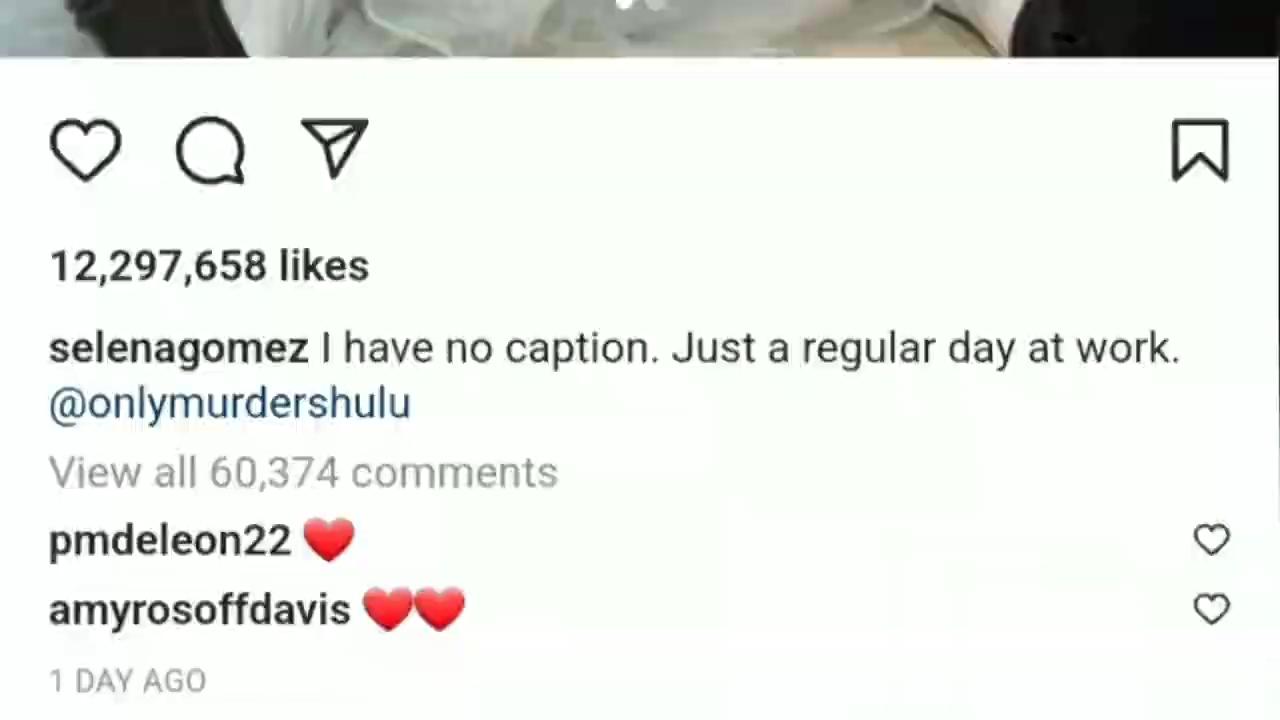 12,297,658 likes
selenagomez I have no caption. Just a regular day at work.
@onlymurdershulu
View all 60,374 comments
pmdeleon22 ❤️
amyrosoffdavis ❤️❤️
1 DAY AGO